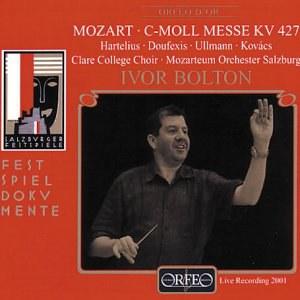 ORFEO D'OR
MOZART · C-MOLL MESSE KV 427
Hartelius · Doufexis · Ullmann · Kovács
Clare College Choir · Mozarteum Orchester Salzburg
IVOR BOLTON
SALZBURGER
FESTSPIELE
FEST
SPIEL
DOKU
MENTE
ORFEO
Live Recording 2001